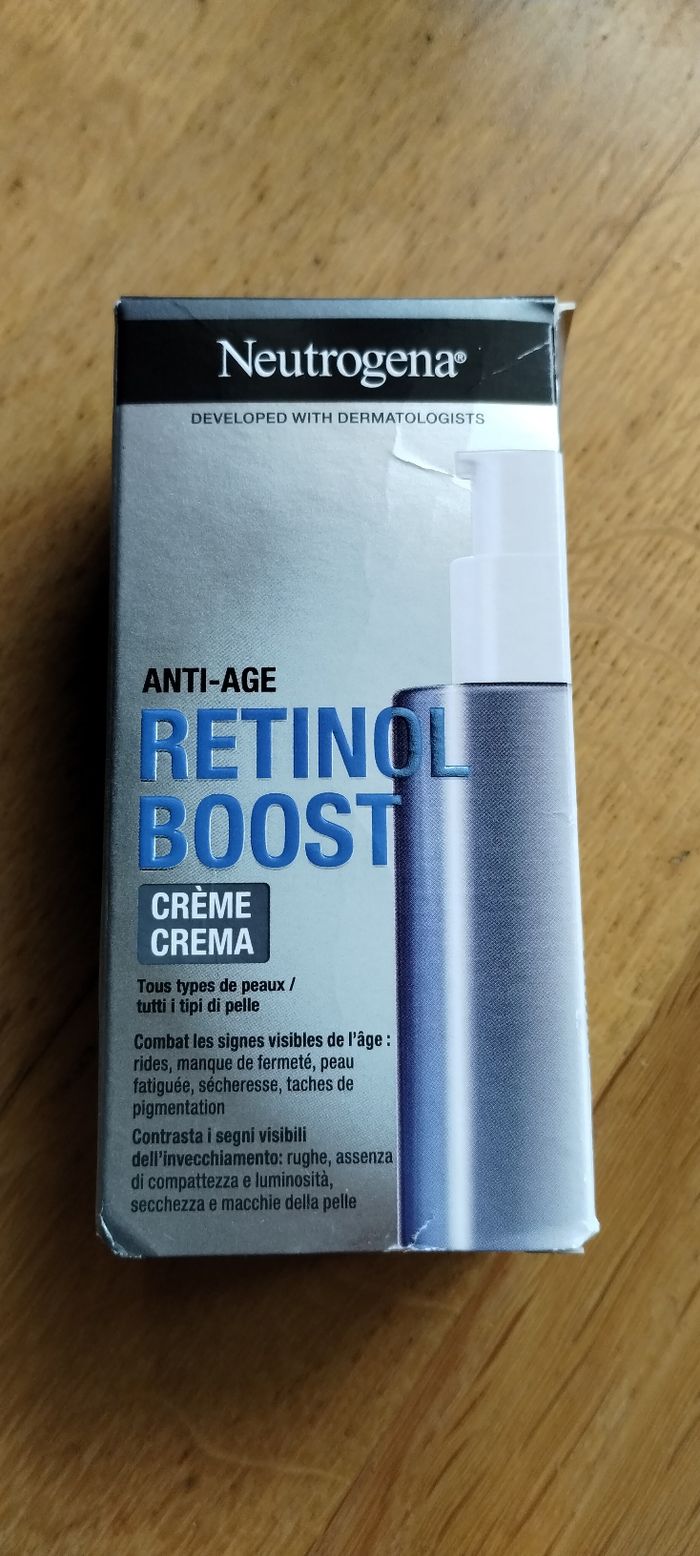 Neutrogena®
DEVELOPED WITH DERMATOLOGISTS
ANTI-AGE
RETINOL
BOOST
CRÈME
CREMA
Tous types de peaux /
tutti i tipi di pelle
Combat les signes visibles de l'âge :
rides, manque de fermeté, peau
fatiguée, sécheresse, taches de
pigmentation
Contrasta i segni visibili
dell'invecchiamento: rughe, assenza
di compattezza e luminosità,
secchezza e macchie della pelle